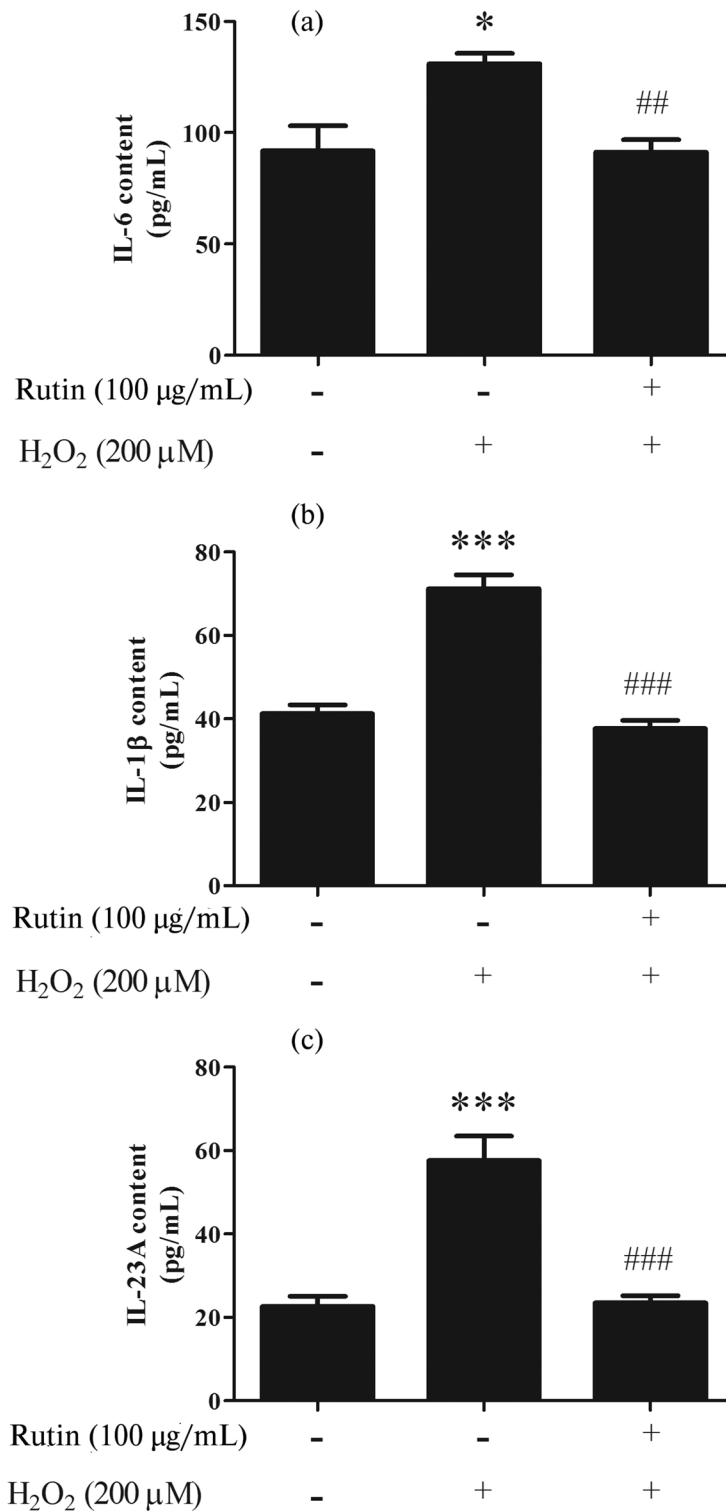 (a)
*
##
150
100
50
0
IL-6 content
(pg/mL)
Rutin (100 μg/mL) - - +
H₂O₂ (200 μM) - + +
(b)
***
###
80
60
40
20
0
IL-1β content
(pg/mL)
Rutin (100 μg/mL) - - +
H₂O₂ (200 μM) - + +
(c)
***
###
80
60
40
20
0
IL-23A content
(pg/mL)
Rutin (100 μg/mL) - - +
H₂O₂ (200 μM) - + +